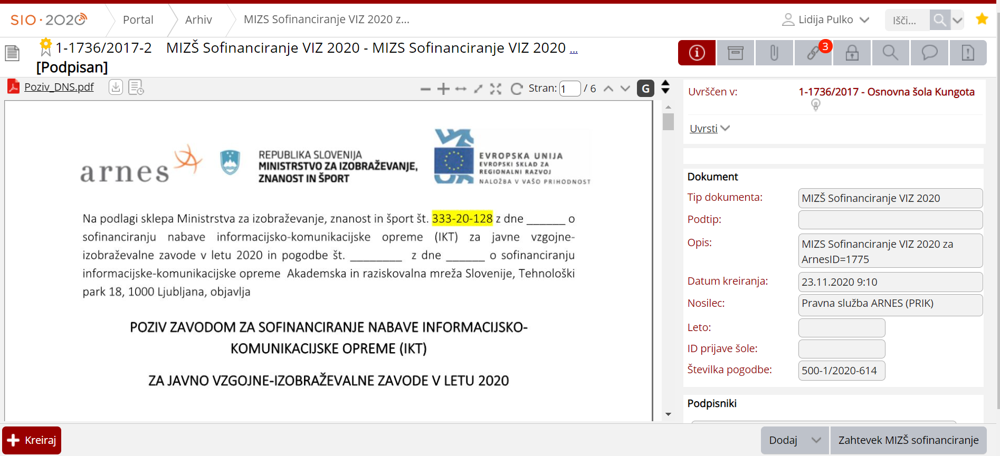 SIO · 2020
Portal
Arhiv
MIZS Sofinanciranje VIZ 2020 z...
Lidija Pulko
Išči...
1-1736/2017-2 MIZŠ Sofinanciranje VIZ 2020 - MIZS Sofinanciranje VIZ 2020 ...
[Podpisan]
3
Poziv_DNS.pdf
Stran: 1 / 6
G
arnes
REPUBLIKA SLOVENIJA
MINISTRSTVO ZA IZOBRAŽEVANJE,
ZNANOST IN ŠPORT
EVROPSKA UNIJA
EVROPSKI SKLAD ZA
REGIONALNI RAZVOJ
NALOŽBA V VAŠO PRIHODNOST
Na podlagi sklepa Ministrstva za izobraževanje, znanost in šport št. 333-20-128 z dne ______ o
sofinanciranju nabave informacijsko-komunikacijske opreme (IKT) za javne vzgojne-
izobraževalne zavode v letu 2020 in pogodbe št. ________ z dne ______ o sofinanciranju
informacijske-komunikacijske opreme Akademska in raziskovalna mreža Slovenije, Tehnološki
park 18, 1000 Ljubljana, objavlja
POZIV ZAVODOM ZA SOFINANCIRANJE NABAVE INFORMACIJSKO-
KOMUNIKACIJSKE OPREME (IKT)
ZA JAVNO VZGOJNE-IZOBRAŽEVALNE ZAVODE V LETU 2020
Uvrščen v: 1-1736/2017 - Osnovna šola Kungota
Uvrsti
Dokument
Tip dokumenta: MIZŠ Sofinanciranje VIZ 2020
Podtip:
Opis: MIZS Sofinanciranje VIZ 2020 za
ArnesID=1775
Datum kreiranja: 23.11.2020 9:10
Nosilec: Pravna služba ARNES (PRIK)
Leto:
ID prijave šole:
Številka pogodbe: 500-1/2020-614
Podpisniki
Kreiraj
Dodaj
Zahtevek MIZŠ sofinanciranje